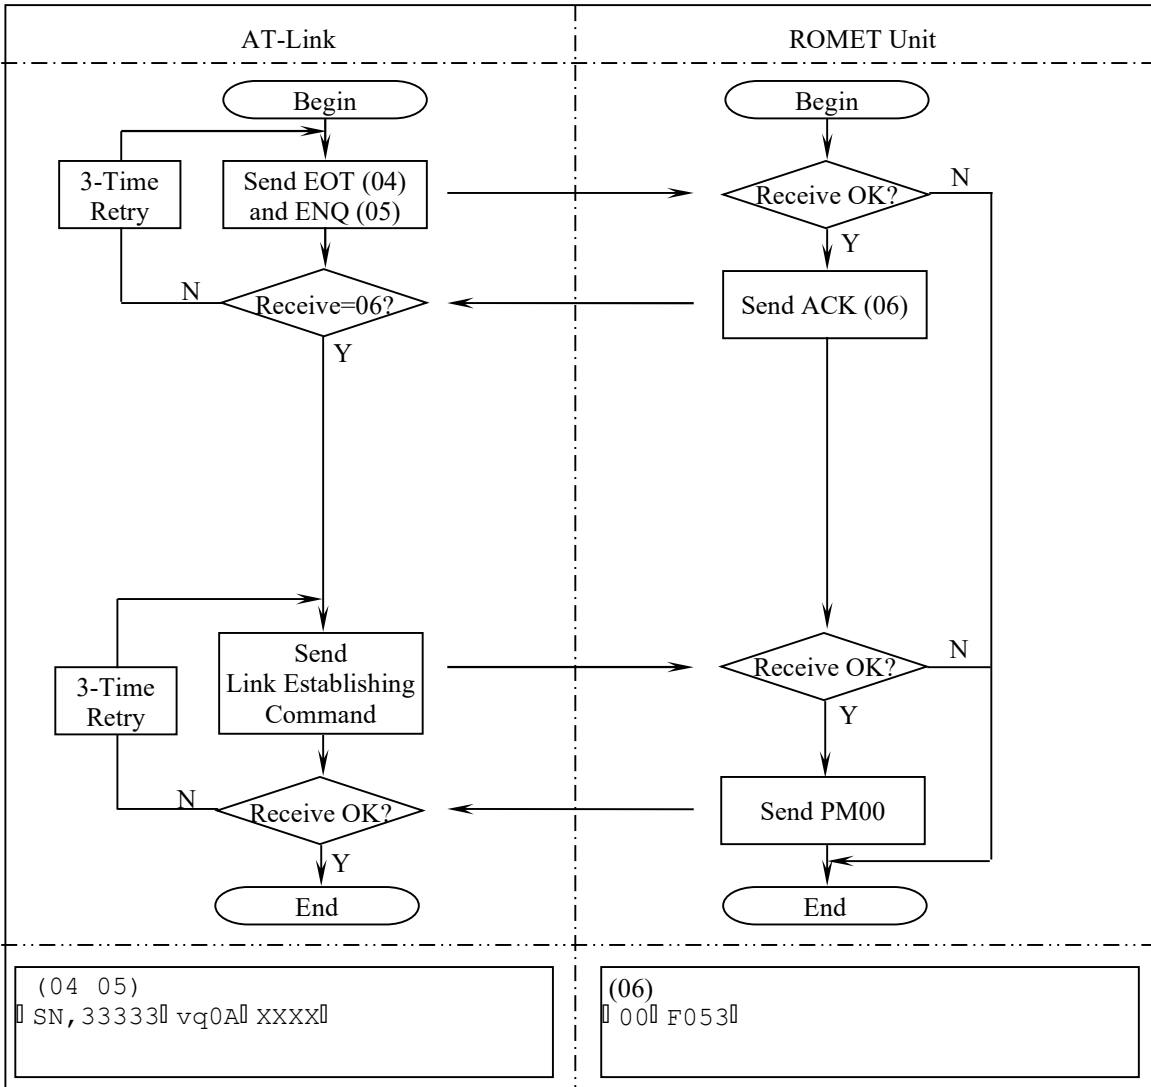 AT-Link
ROMET Unit
Begin
Begin
3-Time
Retry
Send EOT (04)
and ENQ (05)
Receive OK?
N
Y
N
Receive=06?
Send ACK (06)
Y
Send
Link Establishing
Command
3-Time
Retry
Receive OK?
N
Y
N
Receive OK?
Send PM00
Y
End
End
(04 05)
▯ SN,33333▯ vq0A▯ XXXX▯
(06)
▯ 00▯ F053▯